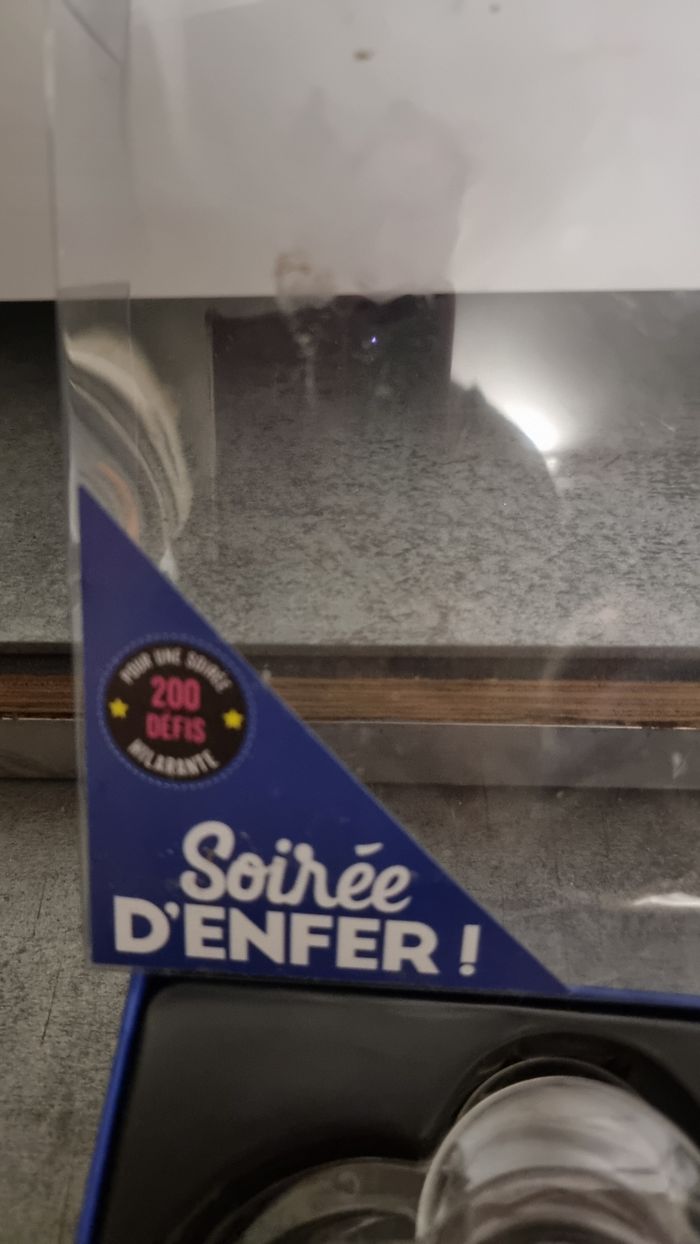 POUR UNE SOIRÉE
200
DÉFIS
HILARANTE
Soirée
D'ENFER !